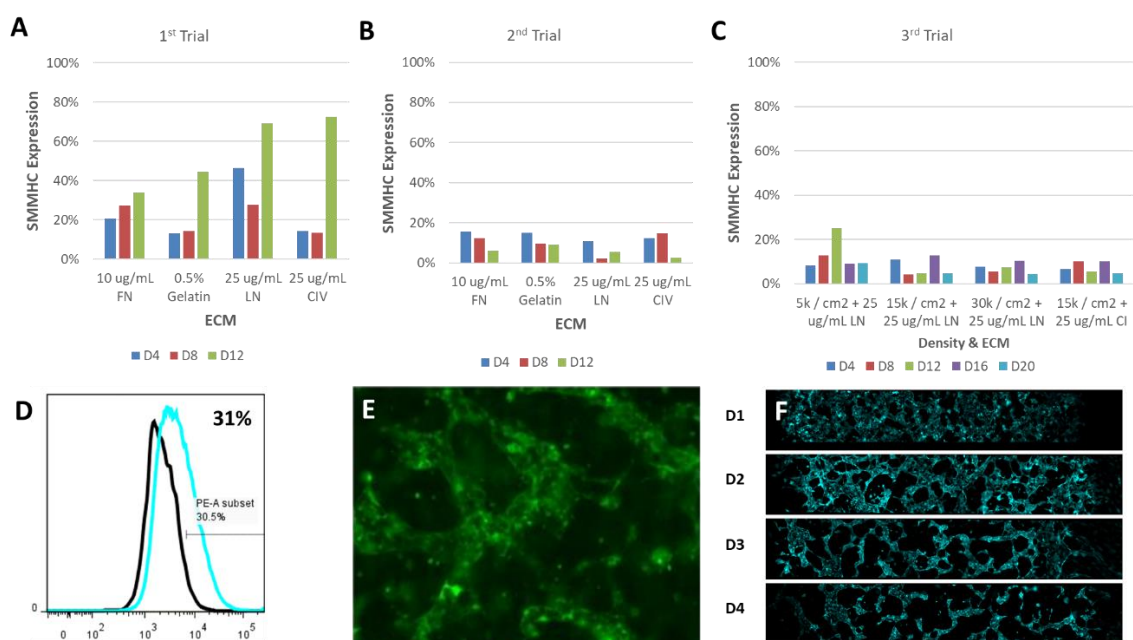 A
1st Trial
SMMHC Expression
100%
80%
60%
40%
20%
0%
10 ug/mL FN
0.5% Gelatin
25 ug/mL LN
25 ug/mL CIV
ECM
D4 D8 D12
B
2nd Trial
SMMHC Expression
100%
80%
60%
40%
20%
0%
10 ug/mL FN
0.5% Gelatin
25 ug/mL LN
25 ug/mL CIV
ECM
D4 D8 D12
C
3rd Trial
SMMHC Expression
100%
80%
60%
40%
20%
0%
5k / cm2 + 25 ug/mL LN
15k / cm2 + 25 ug/mL LN
30k / cm2 + 25 ug/mL LN
15k / cm2 + 25 ug/mL CI
Density & ECM
D4 D8 D12 D16 D20
D
31%
PE-A subset
30.5%
0
0 10^2 10^3 10^4 10^5
E
F
D1
D2
D3
D4